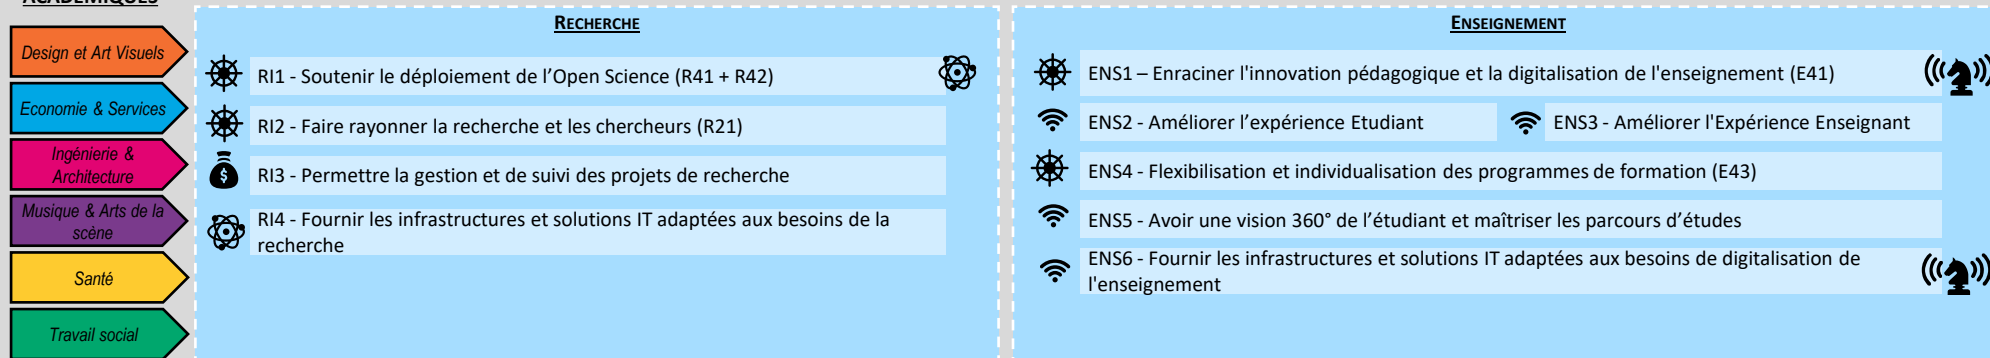 ACADÉMIQUES
Design et Art Visuels
Economie & Services
Ingénierie &
Architecture
Musique & Arts de la
scène
Santé
Travail social
RECHERCHE
RI1 - Soutenir le déploiement de l’Open Science (R41 + R42)
RI2 - Faire rayonner la recherche et les chercheurs (R21)
RI3 - Permettre la gestion et de suivi des projets de recherche
RI4 - Fournir les infrastructures et solutions IT adaptées aux besoins de la
recherche
ENSEIGNEMENT
ENS1 – Enraciner l'innovation pédagogique et la digitalisation de l'enseignement (E41)
ENS2 - Améliorer l’expérience Etudiant
ENS3 - Améliorer l'Expérience Enseignant
ENS4 - Flexibilisation et individualisation des programmes de formation (E43)
ENS5 - Avoir une vision 360° de l’étudiant et maîtriser les parcours d’études
ENS6 - Fournir les infrastructures et solutions IT adaptées aux besoins de digitalisation de
l'enseignement